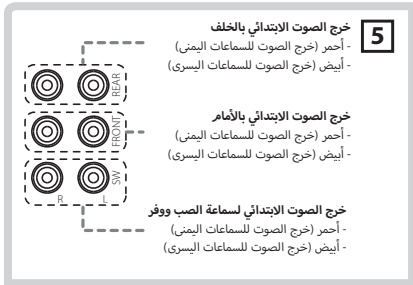 5
خرج الصوت الابتدائي بالخلف
- أحمر (خرج الصوت للسماعات اليمنى)
- أبيض (خرج الصوت للسماعات اليسرى)
REAR
خرج الصوت الابتدائي بالأمام
- أحمر (خرج الصوت للسماعات اليمنى)
- أبيض (خرج الصوت للسماعات اليسرى)
FRONT
SW
R L
خرج الصوت الابتدائي لسماعة الصب ووفر
- أحمر (خرج الصوت للسماعات اليمنى)
- أبيض (خرج الصوت للسماعات اليسرى)